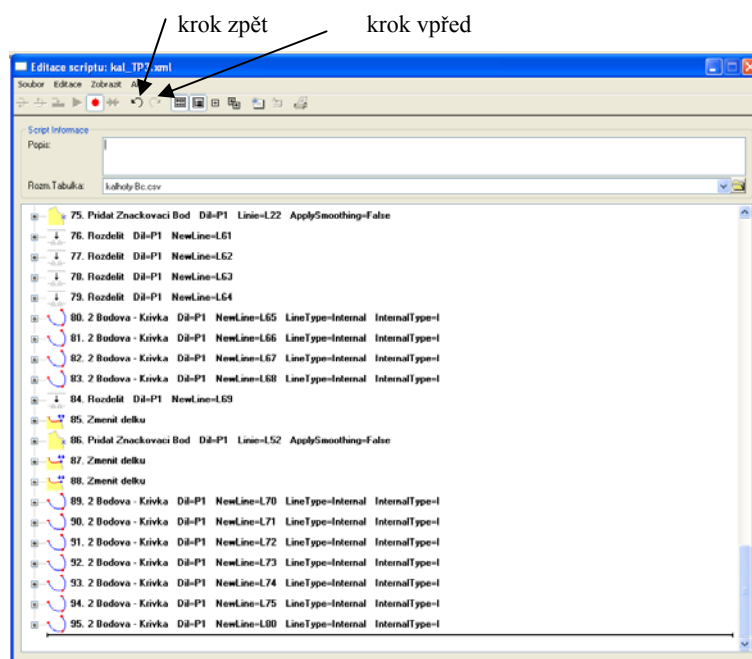 krok zpět krok vpřed
Editace scriptu: kal_TP3.xml
Soubor Editace Zobrazit
Script Informace
Popis:
Rozm.Tabulka: kalhoty Bc.csv
75. Pridat Znackovaci Bod Dil=P1 Linie=L22 ApplySmoothing=False
76. Rozdelit Dil=P1 NewLine=L61
77. Rozdelit Dil=P1 NewLine=L62
78. Rozdelit Dil=P1 NewLine=L63
79. Rozdelit Dil=P1 NewLine=L64
80. 2 Bodova - Krivka Dil=P1 NewLine=L65 LineType=Internal InternalType=I
81. 2 Bodova - Krivka Dil=P1 NewLine=L66 LineType=Internal InternalType=I
82. 2 Bodova - Krivka Dil=P1 NewLine=L67 LineType=Internal InternalType=I
83. 2 Bodova - Krivka Dil=P1 NewLine=L68 LineType=Internal InternalType=I
84. Rozdelit Dil=P1 NewLine=L69
85. Zmenit delku
86. Pridat Znackovaci Bod Dil=P1 Linie=L52 ApplySmoothing=False
87. Zmenit delku
88. Zmenit delku
89. 2 Bodova - Krivka Dil=P1 NewLine=L70 LineType=Internal InternalType=I
90. 2 Bodova - Krivka Dil=P1 NewLine=L71 LineType=Internal InternalType=I
91. 2 Bodova - Krivka Dil=P1 NewLine=L72 LineType=Internal InternalType=I
92. 2 Bodova - Krivka Dil=P1 NewLine=L73 LineType=Internal InternalType=I
93. 2 Bodova - Krivka Dil=P1 NewLine=L74 LineType=Internal InternalType=I
94. 2 Bodova - Krivka Dil=P1 NewLine=L75 LineType=Internal InternalType=I
95. 2 Bodova - Krivka Dil=P1 NewLine=L80 LineType=Internal InternalType=I